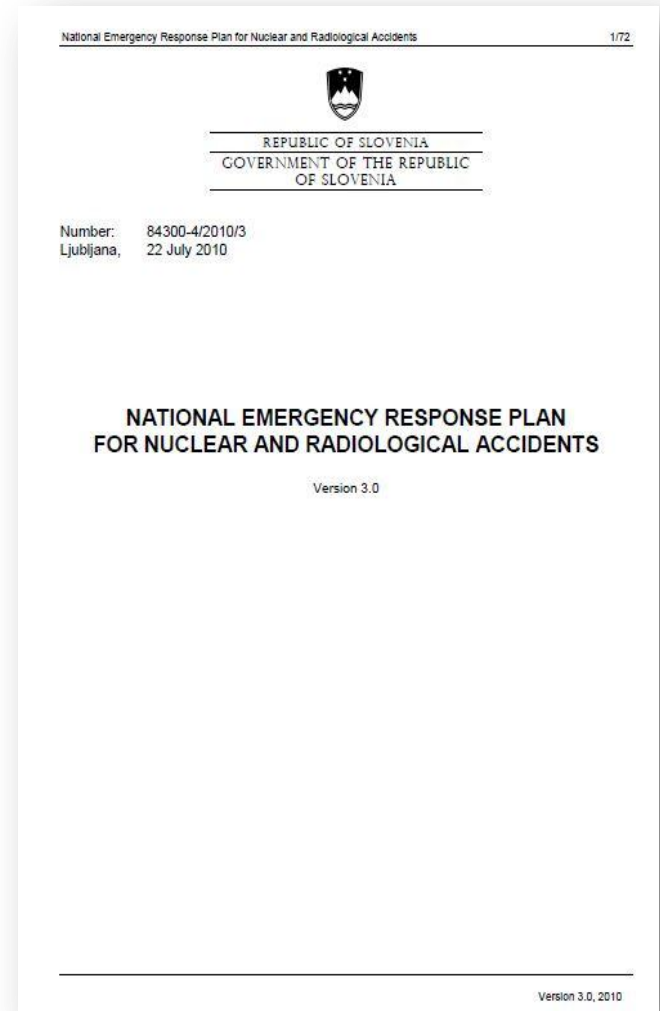 National Emergency Response Plan for Nuclear and Radiological Accidents 1/72
REPUBLIC OF SLOVENIA
GOVERNMENT OF THE REPUBLIC
OF SLOVENIA
Number: 84300-4/2010/3
Ljubljana, 22 July 2010
NATIONAL EMERGENCY RESPONSE PLAN
FOR NUCLEAR AND RADIOLOGICAL ACCIDENTS
Version 3.0
Version 3.0, 2010